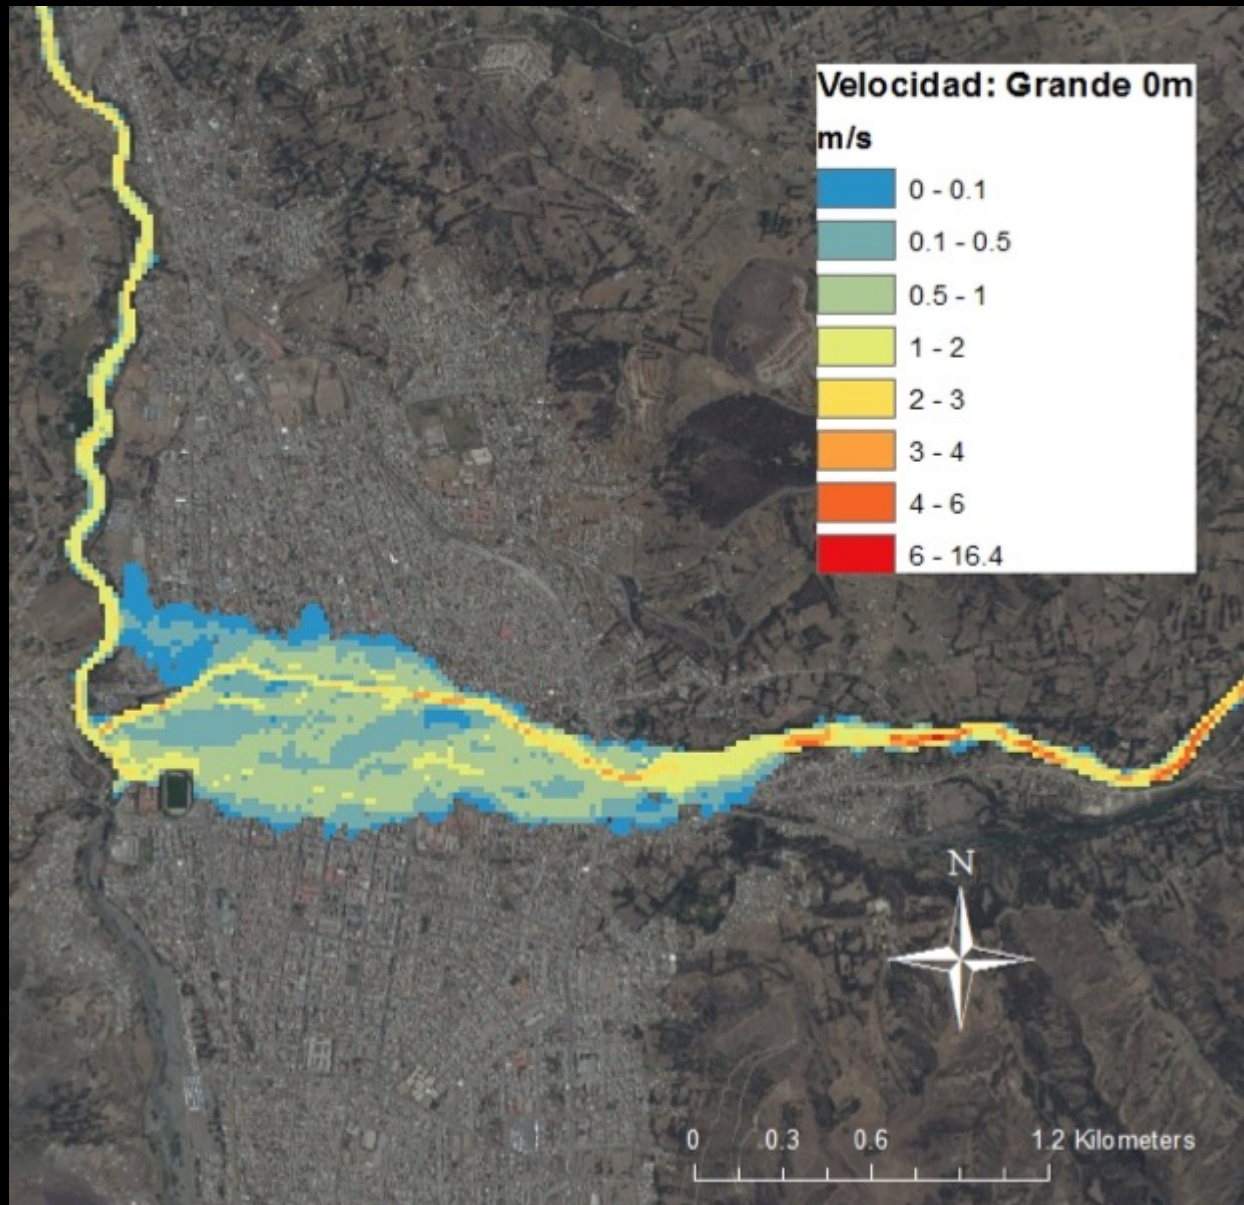 Velocidad: Grande 0m
m/s
0 - 0.1
0.1 - 0.5
0.5 - 1
1 - 2
2 - 3
3 - 4
4 - 6
6 - 16.4
N
0 0.3 0.6 1.2 Kilometers